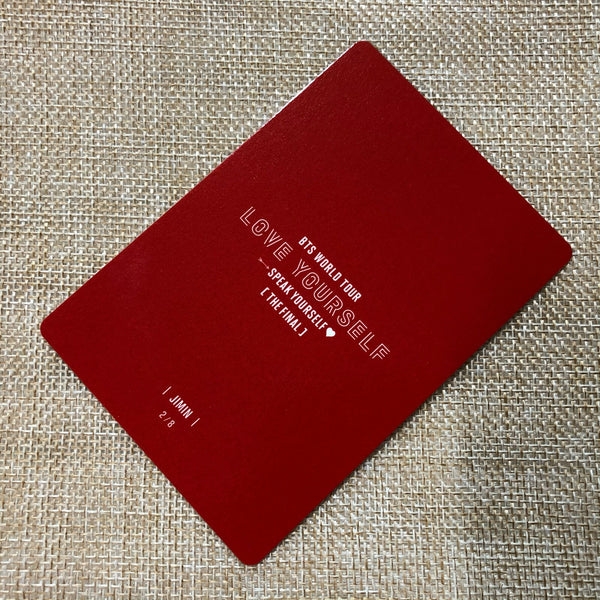 BTS WORLD TOUR
LOVE YOURSELF
SPEAK YOURSELF
[ THE FINAL ]
| JIMIN |
2/8